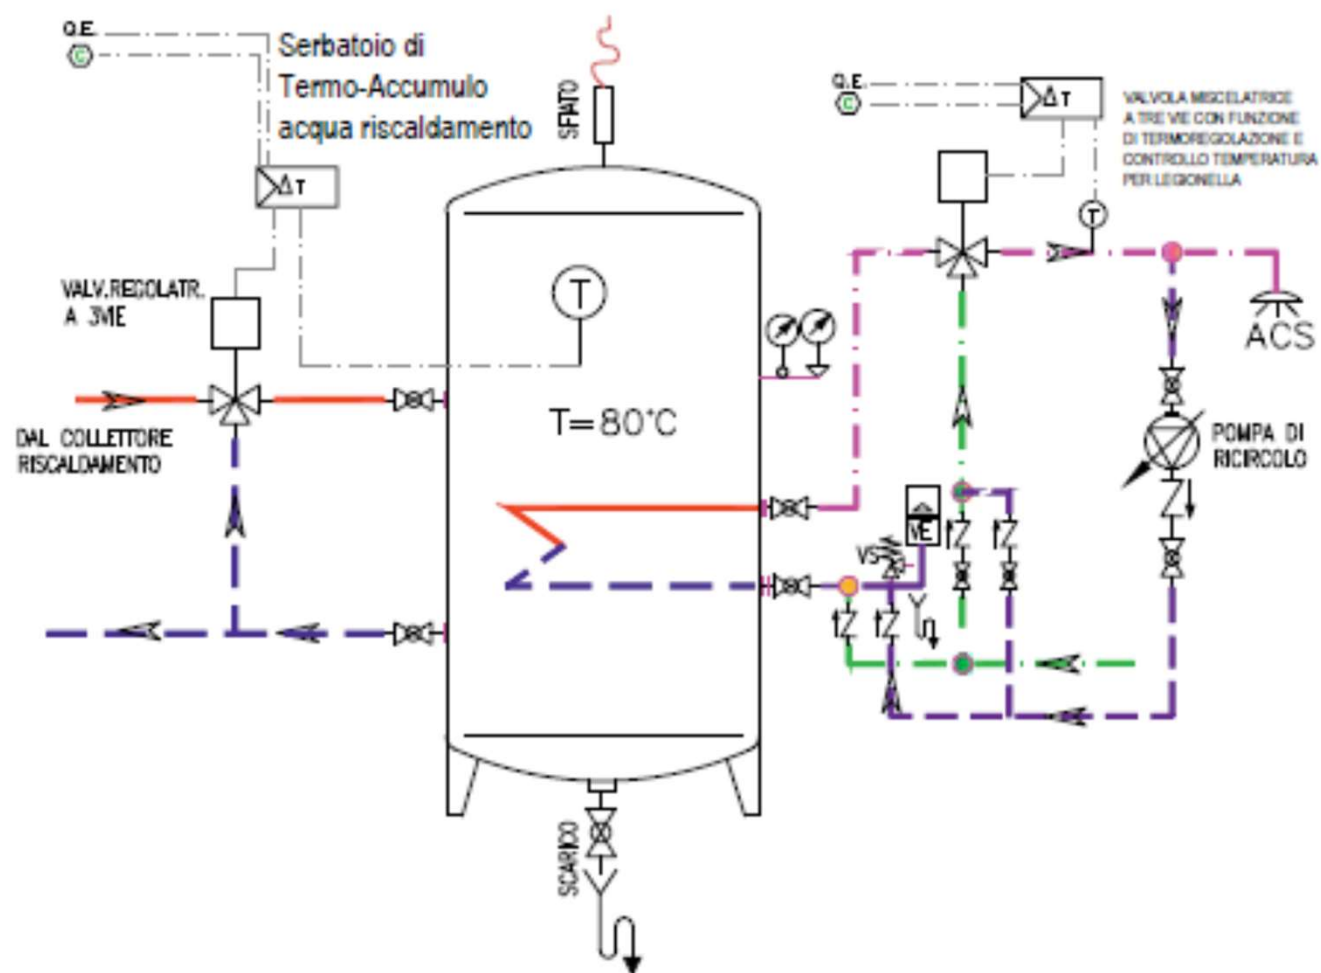 Q.E.
C
Serbatoio di
Termo-Accumulo
acqua riscaldamento
SFIATO
Q.E.
C
ΔT
VALVOLA MISCELATRICE
A TRE VIE CON FUNZIONE
DI TERMOREGOLAZIONE E
CONTROLLO TEMPERATURA
PER LEGIONELLA
ΔT
T
VALV.REGOLATR.
A 3VIE
T
ACS
T=80°C
DAL COLLETTORE
RISCALDAMENTO
POMPA DI
RICIRCOLO
VE
VS
SCARICO